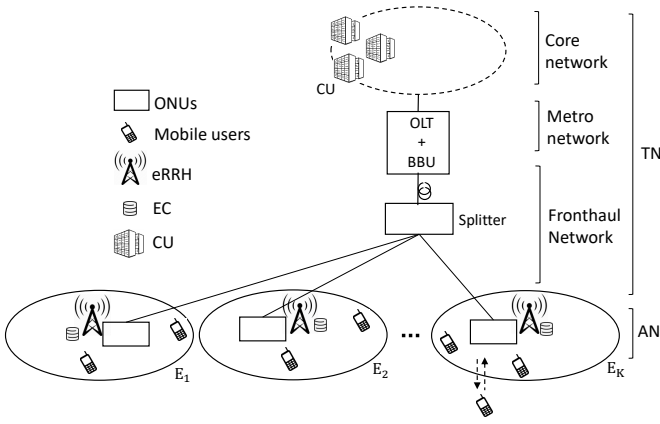 CU
Core
network
ONUs
Mobile users
eRRH
EC
CU
OLT
+
BBU
Metro
network
TN
Splitter
Fronthaul
Network
AN
...
E1
E2
EK